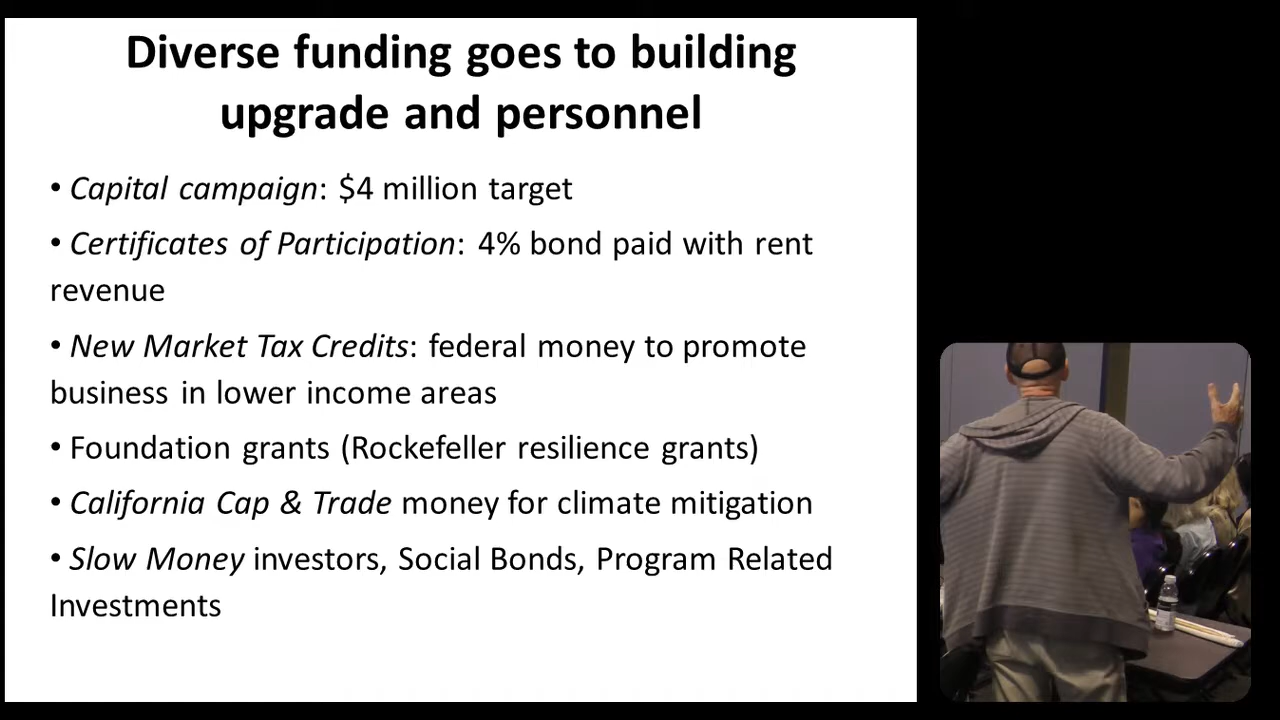 Diverse funding goes to building
upgrade and personnel
• Capital campaign: $4 million target
• Certificates of Participation: 4% bond paid with rent
revenue
• New Market Tax Credits: federal money to promote
business in lower income areas
• Foundation grants (Rockefeller resilience grants)
• California Cap & Trade money for climate mitigation
• Slow Money investors, Social Bonds, Program Related
Investments